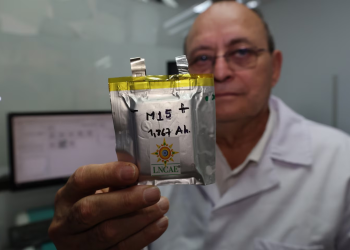 - M15 +
1,767 Ah.
LNCAE